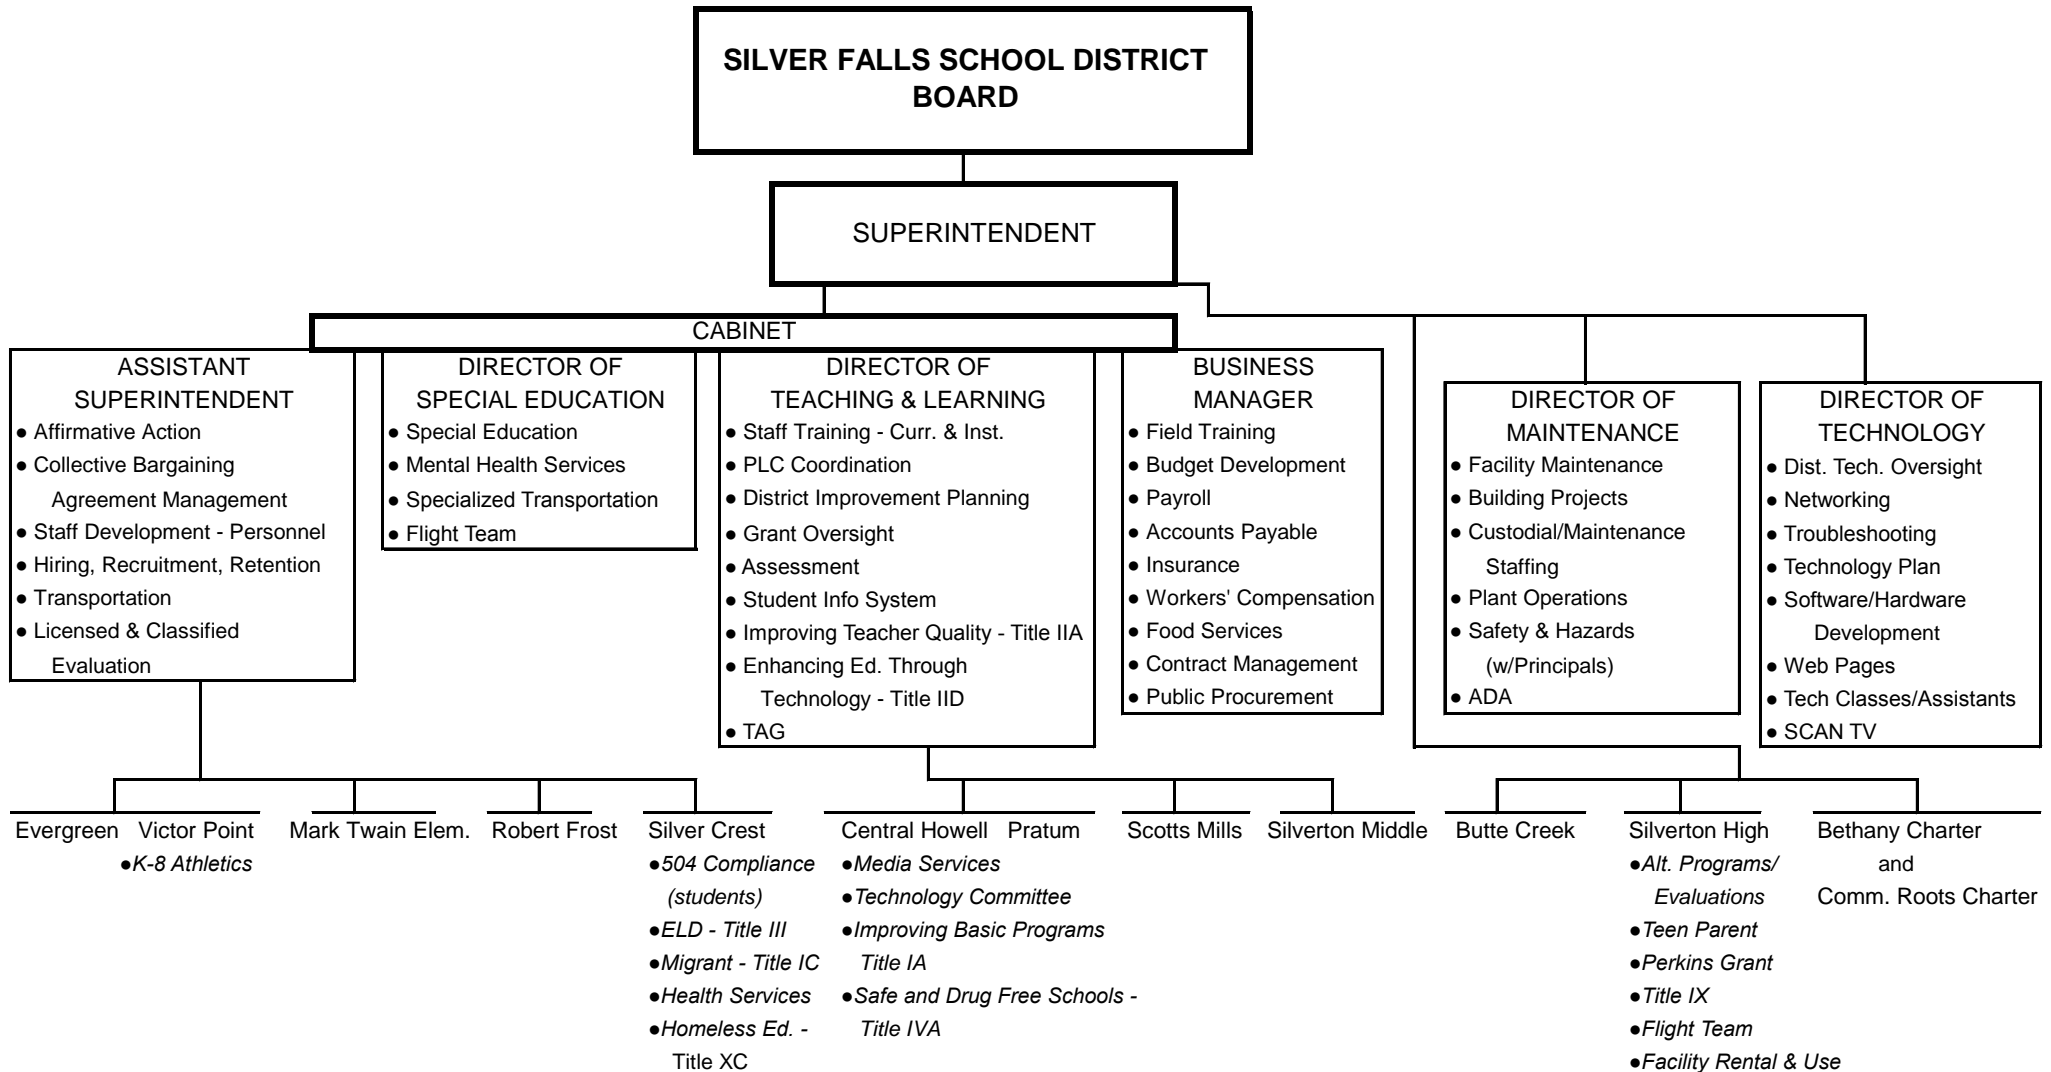 SILVER FALLS SCHOOL DISTRICT
BOARD
SUPERINTENDENT
CABINET
ASSISTANT
SUPERINTENDENT
● Affirmative Action
● Collective Bargaining
Agreement Management
● Staff Development - Personnel
● Hiring, Recruitment, Retention
● Transportation
● Licensed & Classified
Evaluation
DIRECTOR OF
SPECIAL EDUCATION
● Special Education
● Mental Health Services
● Specialized Transportation
● Flight Team
DIRECTOR OF
TEACHING & LEARNING
● Staff Training - Curr. & Inst.
● PLC Coordination
● District Improvement Planning
● Grant Oversight
● Assessment
● Student Info System
● Improving Teacher Quality - Title IIA
● Enhancing Ed. Through
Technology - Title IID
● TAG
BUSINESS
MANAGER
● Field Training
● Budget Development
● Payroll
● Accounts Payable
● Insurance
● Workers' Compensation
● Food Services
● Contract Management
● Public Procurement
DIRECTOR OF
MAINTENANCE
● Facility Maintenance
● Building Projects
● Custodial/Maintenance
Staffing
● Plant Operations
● Safety & Hazards
(w/Principals)
● ADA
DIRECTOR OF
TECHNOLOGY
● Dist. Tech. Oversight
● Networking
● Troubleshooting
● Technology Plan
● Software/Hardware
Development
● Web Pages
● Tech Classes/Assistants
● SCAN TV
Evergreen
Victor Point
●K-8 Athletics
Mark Twain Elem.
Robert Frost
Silver Crest
●504 Compliance
(students)
●ELD - Title III
●Migrant - Title IC
●Health Services
●Homeless Ed. -
Title XC
Central Howell
Pratum
●Media Services
●Technology Committee
●Improving Basic Programs
Title IA
●Safe and Drug Free Schools -
Title IVA
Scotts Mills
Silverton Middle
Butte Creek
Silverton High
●Alt. Programs/
Evaluations
●Teen Parent
●Perkins Grant
●Title IX
●Flight Team
●Facility Rental & Use
Bethany Charter
and
Comm. Roots Charter